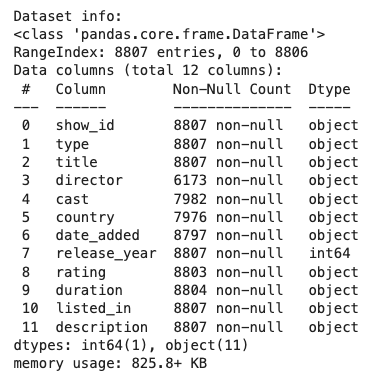 Dataset info:
<class 'pandas.core.frame.DataFrame'>
RangeIndex: 8807 entries, 0 to 8806
Data columns (total 12 columns):
 #   Column        Non-Null Count  Dtype
---  ------        --------------  -----
 0   show_id       8807 non-null   object
 1   type          8807 non-null   object
 2   title         8807 non-null   object
 3   director      6173 non-null   object
 4   cast          7982 non-null   object
 5   country       7976 non-null   object
 6   date_added    8797 non-null   object
 7   release_year  8807 non-null   int64
 8   rating        8803 non-null   object
 9   duration      8804 non-null   object
 10  listed_in     8807 non-null   object
 11  description   8807 non-null   object
dtypes: int64(1), object(11)
memory usage: 825.8+ KB